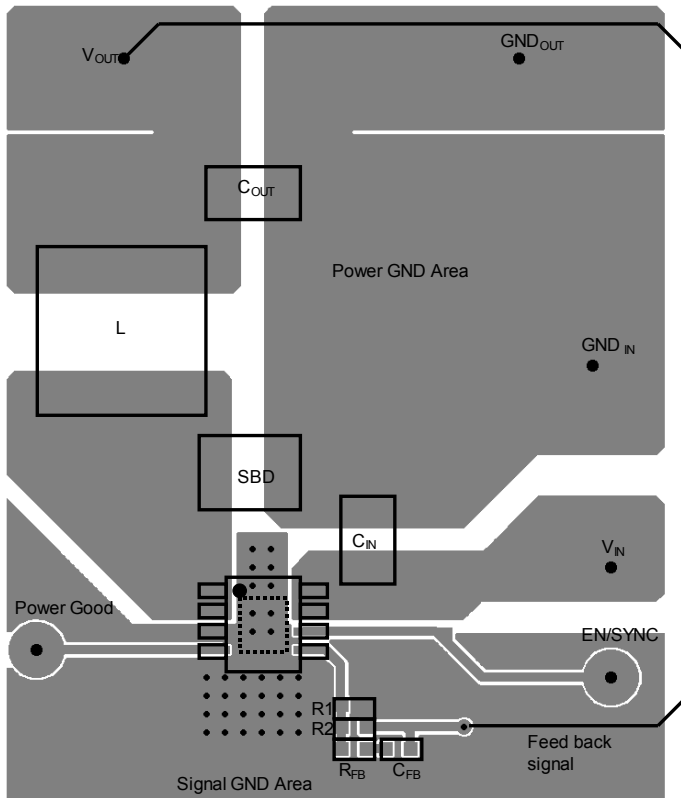 VOUT
GNDOUT
COUT
Power GND Area
L
GND IN
SBD
CIN
VIN
Power Good
EN/SYNC
R1
R2
Feed back
signal
RFB
CFB
Signal GND Area